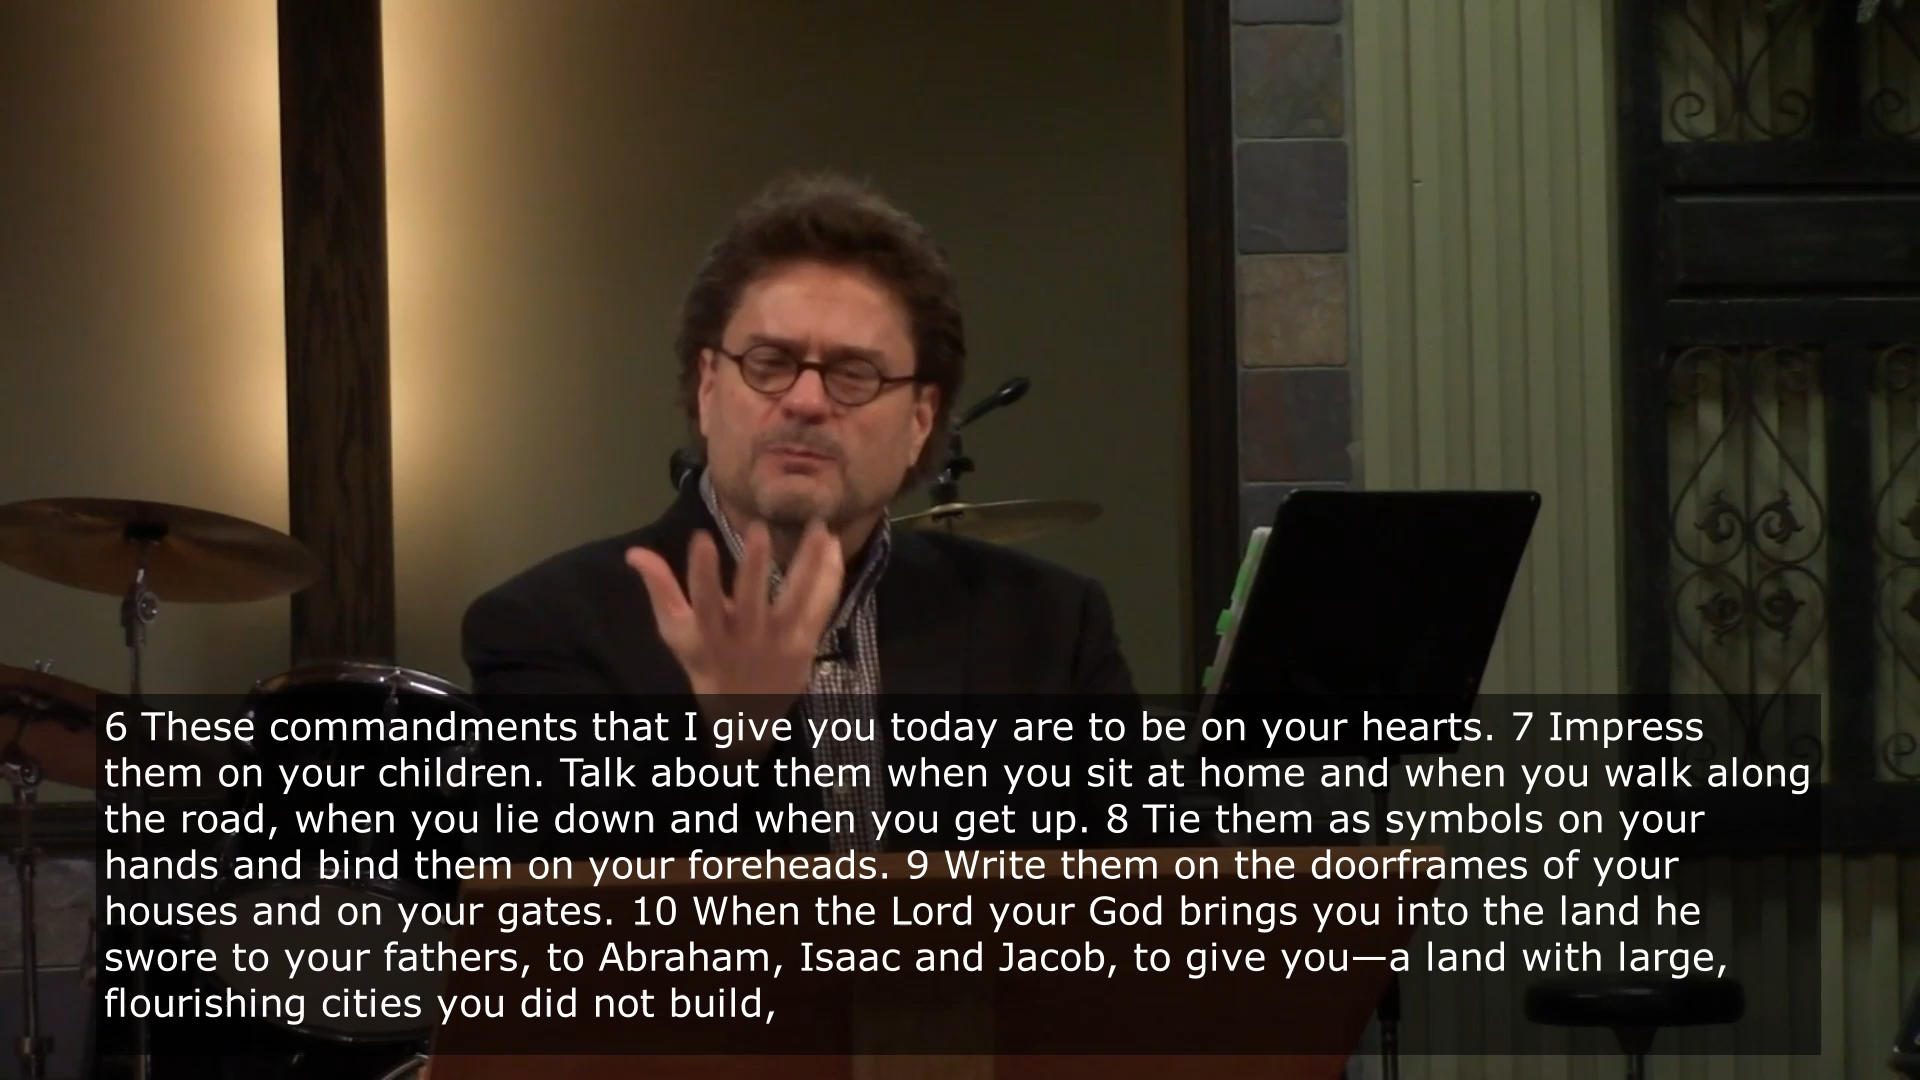 6 These commandments that I give you today are to be on your hearts. 7 Impress
them on your children. Talk about them when you sit at home and when you walk along
the road, when you lie down and when you get up. 8 Tie them as symbols on your
hands and bind them on your foreheads. 9 Write them on the doorframes of your
houses and on your gates. 10 When the Lord your God brings you into the land he
swore to your fathers, to Abraham, Isaac and Jacob, to give you—a land with large,
flourishing cities you did not build,